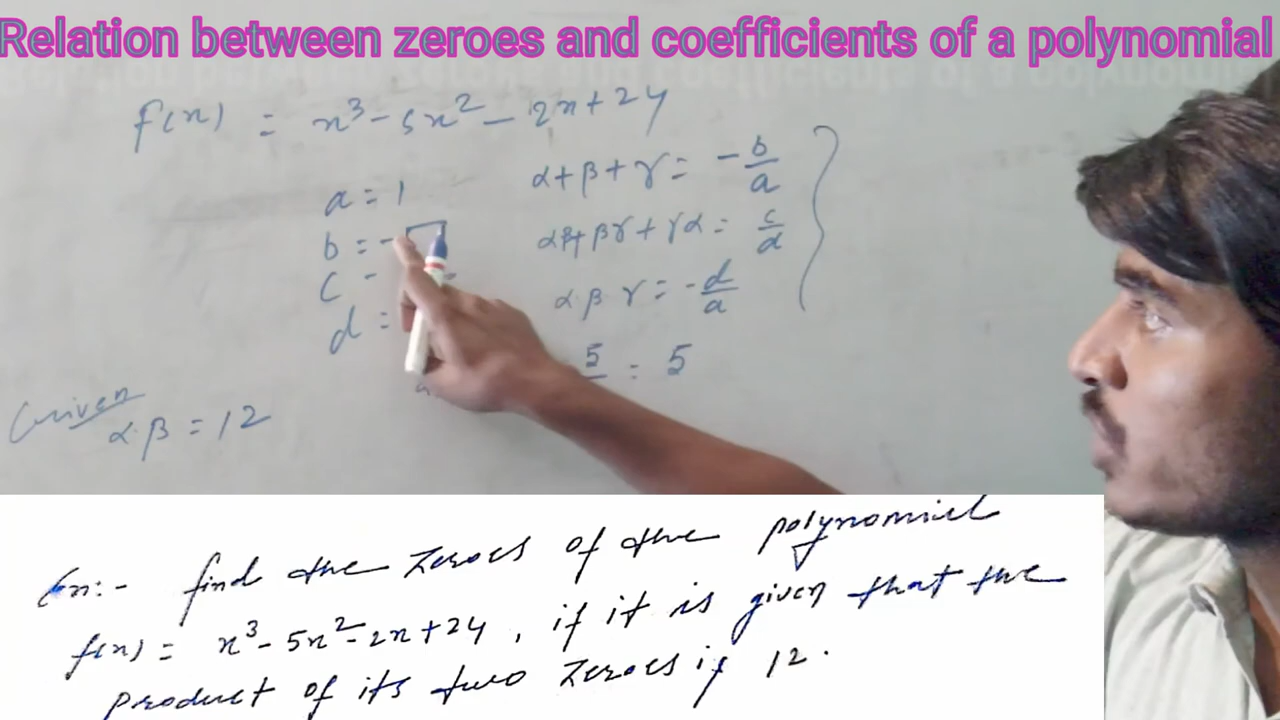 Relation between zeroes and coefficients of a polynomial
f(x) = x³ - 5x² - 2x + 24
a = 1
α + β + γ = - b/a
b = -
αβ + βγ + γα = c/a
c =
αβγ = - d/a
d =
5 = 5
Given
αβ = 12
Ex:- find the zeroes of the polynomial
f(x) = x³ - 5x² - 2x + 24, if it is given that the
product of its two zeroes is 12.